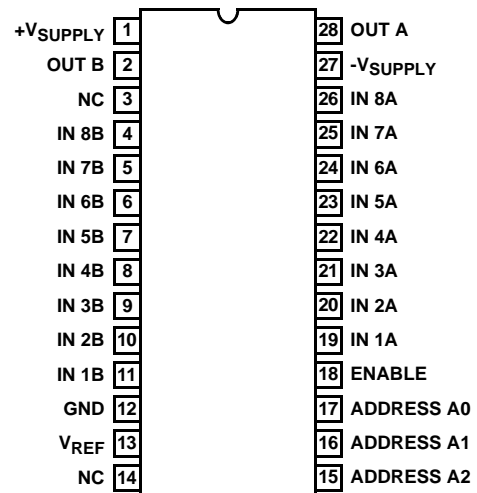 +VSUPPLY 1 28 OUT A
OUT B 2 27 -VSUPPLY
NC 3 26 IN 8A
IN 8B 4 25 IN 7A
IN 7B 5 24 IN 6A
IN 6B 6 23 IN 5A
IN 5B 7 22 IN 4A
IN 4B 8 21 IN 3A
IN 3B 9 20 IN 2A
IN 2B 10 19 IN 1A
IN 1B 11 18 ENABLE
GND 12 17 ADDRESS A0
VREF 13 16 ADDRESS A1
NC 14 15 ADDRESS A2